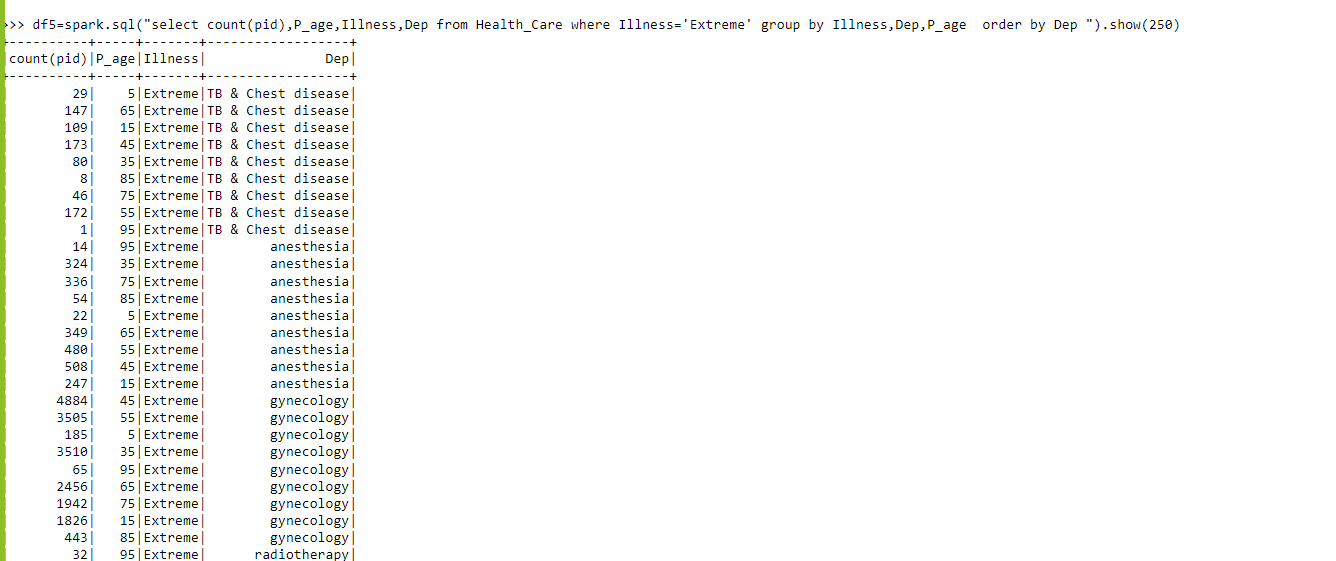 >>> df5=spark.sql("select count(pid),P_age,Illness,Dep from Health_Care where Illness='Extreme' group by Illness,Dep,P_age  order by Dep ").show(250)
+----------+-----+-------+------------------+
|count(pid)|P_age|Illness|               Dep|
+----------+-----+-------+------------------+
|        29|    5|Extreme|TB & Chest disease|
|       147|   65|Extreme|TB & Chest disease|
|       109|   15|Extreme|TB & Chest disease|
|       173|   45|Extreme|TB & Chest disease|
|        80|   35|Extreme|TB & Chest disease|
|         8|   85|Extreme|TB & Chest disease|
|        46|   75|Extreme|TB & Chest disease|
|       172|   55|Extreme|TB & Chest disease|
|         1|   95|Extreme|TB & Chest disease|
|        14|   95|Extreme|        anesthesia|
|       324|   35|Extreme|        anesthesia|
|       336|   75|Extreme|        anesthesia|
|        54|   85|Extreme|        anesthesia|
|        22|    5|Extreme|        anesthesia|
|       349|   65|Extreme|        anesthesia|
|       480|   55|Extreme|        anesthesia|
|       508|   45|Extreme|        anesthesia|
|       247|   15|Extreme|        anesthesia|
|      4884|   45|Extreme|        gynecology|
|      3505|   55|Extreme|        gynecology|
|       185|    5|Extreme|        gynecology|
|      3510|   35|Extreme|        gynecology|
|        65|   95|Extreme|        gynecology|
|      2456|   65|Extreme|        gynecology|
|      1942|   75|Extreme|        gynecology|
|      1826|   15|Extreme|        gynecology|
|       443|   85|Extreme|        gynecology|
|        32|   95|Extreme|      radiotherapy|